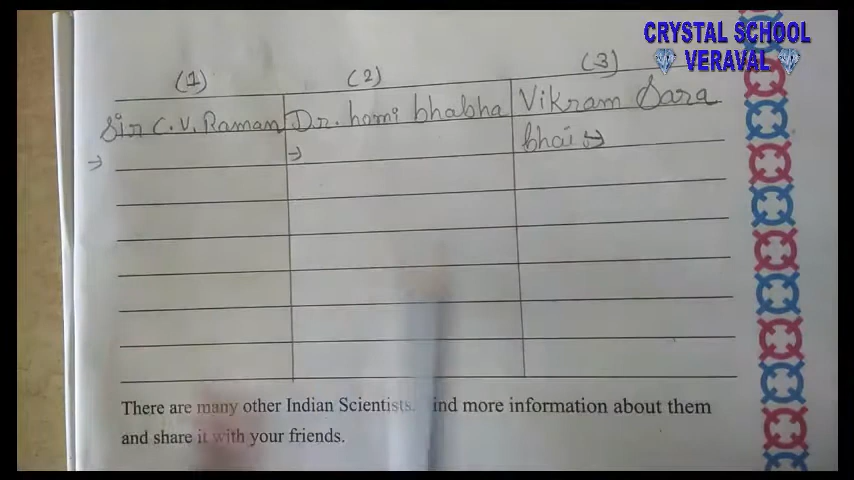 CRYSTAL SCHOOL
VERAVAL
(1) (2) (3)
Sir C.V. Raman Dr. homi bhabha Vikram Sara
→ → bhai →
There are many other Indian Scientists. ind more information about them
and share it with your friends.